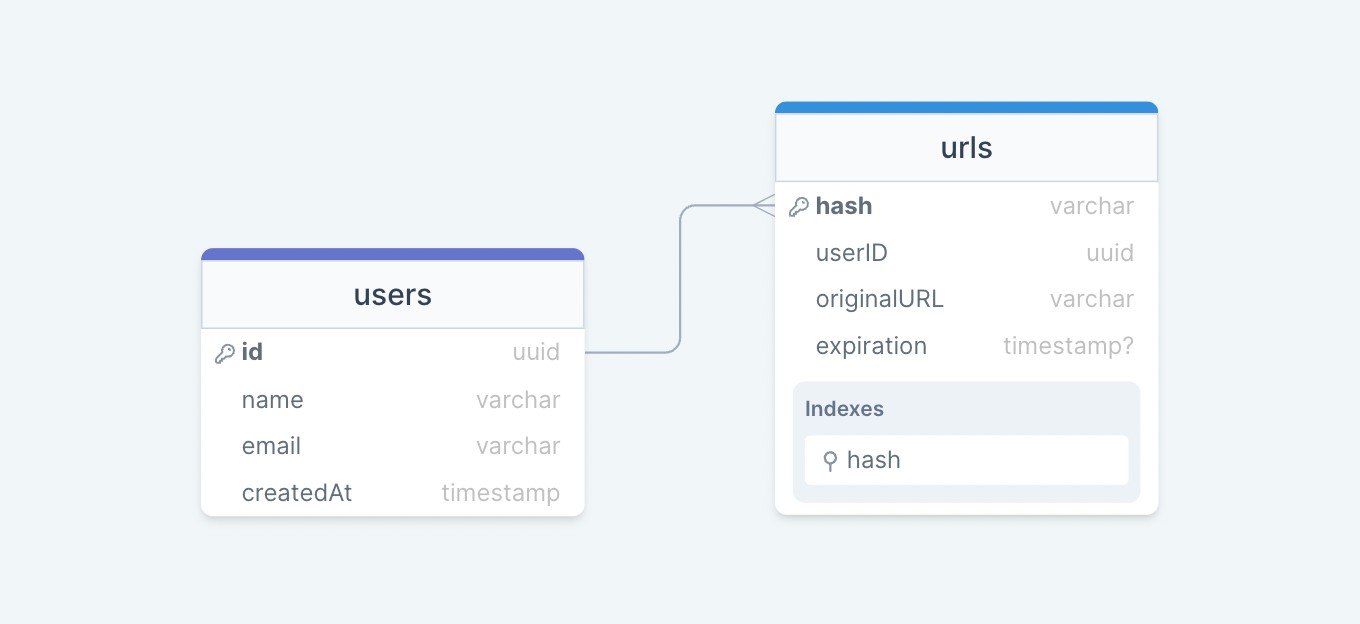 users
id uuid
name varchar
email varchar
createdAt timestamp
urls
hash varchar
userID uuid
originalURL varchar
expiration timestamp?
Indexes
hash